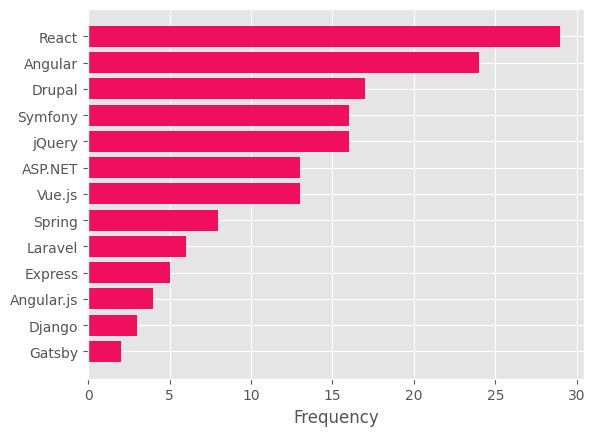 React
Angular
Drupal
Symfony
jQuery
ASP.NET
Vue.js
Spring
Laravel
Express
Angular.js
Django
Gatsby
0 5 10 15 20 25 30
Frequency